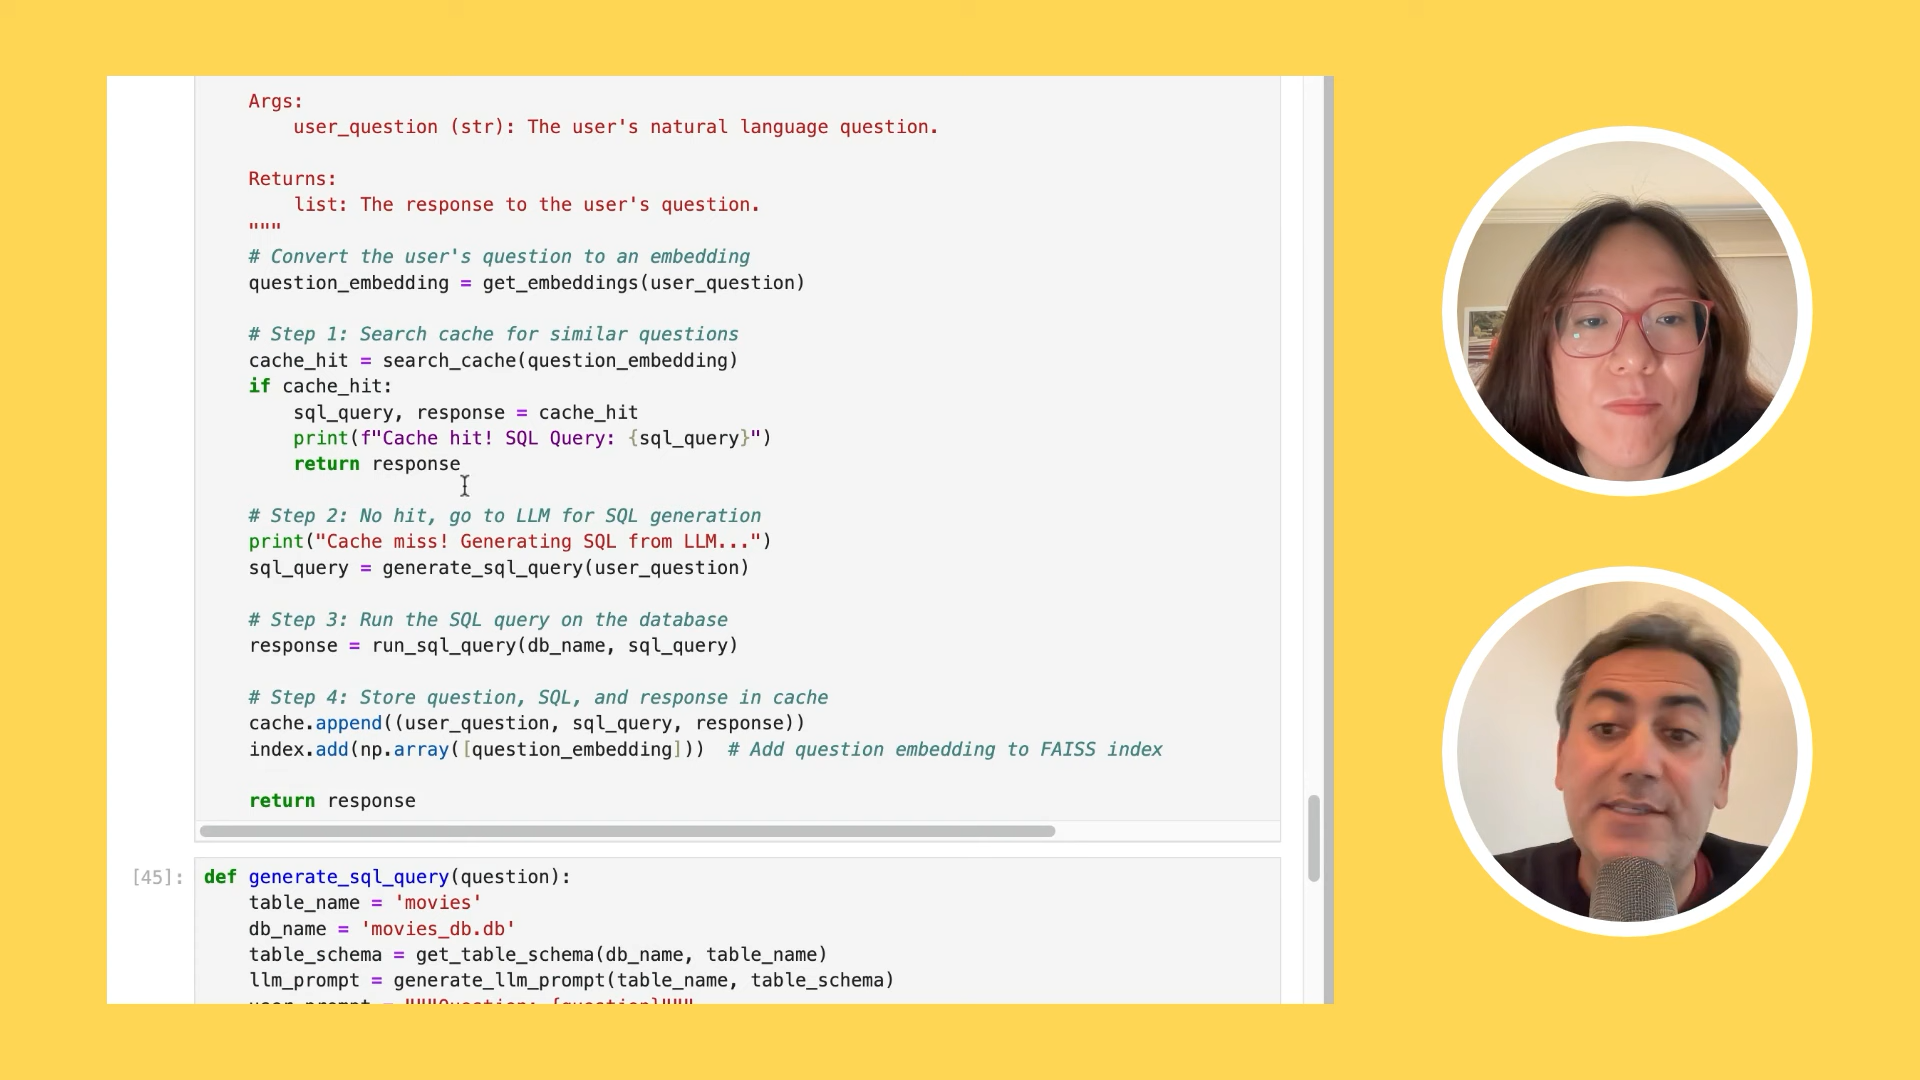 Args:
user_question (str): The user's natural language question.
Returns:
list: The response to the user's question.
"""
# Convert the user's question to an embedding
question_embedding = get_embeddings(user_question)
# Step 1: Search cache for similar questions
cache_hit = search_cache(question_embedding)
if cache_hit:
sql_query, response = cache_hit
print(f"Cache hit! SQL Query: {sql_query}")
return response
# Step 2: No hit, go to LLM for SQL generation
print("Cache miss! Generating SQL from LLM...")
sql_query = generate_sql_query(user_question)
# Step 3: Run the SQL query on the database
response = run_sql_query(db_name, sql_query)
# Step 4: Store question, SQL, and response in cache
cache.append((user_question, sql_query, response))
index.add(np.array([question_embedding])) # Add question embedding to FAISS index
return response
[45]: def generate_sql_query(question):
table_name = 'movies'
db_name = 'movies_db.db'
table_schema = get_table_schema(db_name, table_name)
llm_prompt = generate_llm_prompt(table_name, table_schema)
user_prompt = """Question: {question}"""